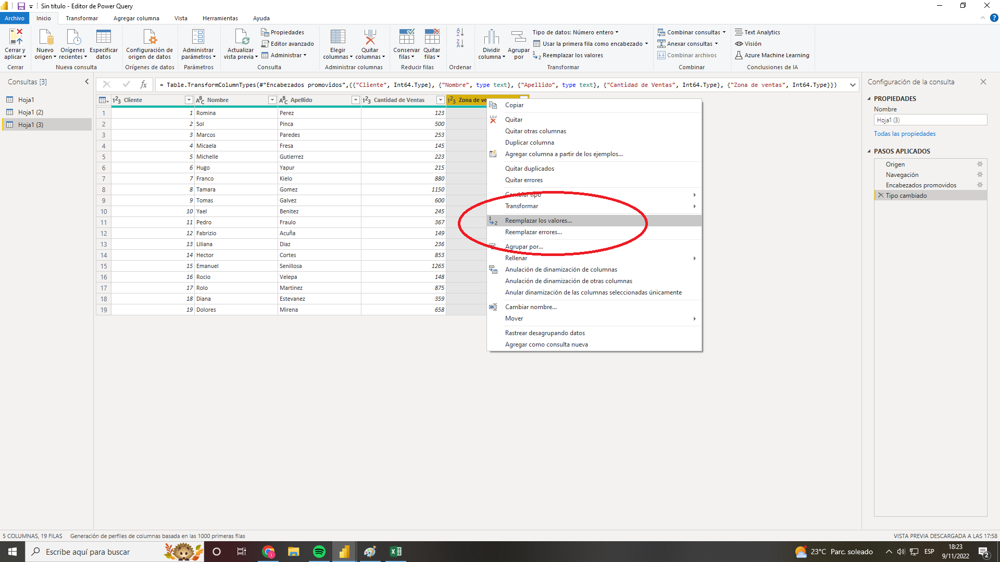 Sin título - Editor de Power Query
Archivo Inicio Transformar Agregar columna Vista Herramientas Ayuda
Cerrar y aplicar
Nuevo origen
Orígenes recientes
Especificar datos
Configuración de origen de datos
Administrar parámetros
Actualizar vista previa
Propiedades
Editor avanzado
Administrar
Elegir columnas
Quitar columnas
Conservar filas
Quitar filas
Dividir columna
Agrupar por
Tipo de datos: Número entero
Usar la primera fila como encabezado
Reemplazar los valores
Combinar consultas
Anexar consultas
Combinar archivos
Text Analytics
Visión
Azure Machine Learning
Cerrar Nueva consulta Orígenes de datos Parámetros Consulta Administrar columnas Reducir filas Ordenar Transformar Combinar Conclusiones de IA
Consultas [3]
Hoja1
Hoja1 (2)
Hoja1 (3)
fx = Table.TransformColumnTypes(#"Encabezados promovidos",{{"Cliente", Int64.Type}, {"Nombre", type text}, {"Apellido", type text}, {"Cantidad de Ventas", Int64.Type}, {"Zona de ventas", Int64.Type}})
Cliente Nombre Apellido Cantidad de Ventas Zona de ve
1 1 Romina Perez 123
2 2 Sol Pinca 500
3 3 Marcos Paredes 253
4 4 Micaela Fresa 145
5 5 Michelle Gutierrez 223
6 6 Hugo Yapur 215
7 7 Franco Kielo 880
8 8 Tamara Gomez 1150
9 9 Tomas Galvez 600
10 10 Yael Benitez 245
11 11 Pedro Fraulo 367
12 12 Fabrizio Acuña 149
13 13 Liliana Diaz 236
14 14 Hector Cortes 853
15 15 Emanuel Senillosa 1265
16 16 Rocio Velepa 148
17 17 Rolo Martinez 875
18 18 Diana Estevanez 359
19 19 Dolores Mirena 658
Copiar
Quitar
Quitar otras columnas
Duplicar columna
Agregar columna a partir de los ejemplos...
Quitar duplicados
Quitar errores
Cambiar tipo
Transformar
Reemplazar los valores...
Reemplazar errores...
Agrupar por...
Rellenar
Anulación de dinamización de columnas
Anulación de dinamización de otras columnas
Anular dinamización de las columnas seleccionadas únicamente
Cambiar nombre...
Mover
Rastrear desagrupando datos
Agregar como consulta nueva
Configuración de la consulta
PROPIEDADES
Nombre
Hoja1 (3)
Todas las propiedades
PASOS APLICADOS
Origen
Navegación
Encabezados promovidos
Tipo cambiado
5 COLUMNAS, 19 FILAS Generación de perfiles de columnas basada en las 1000 primeras filas
VISTA PREVIA DESCARGADA A LAS 17:58
Escribe aquí para buscar
23°C Parc. soleado
ESP
18:23
9/11/2022
2